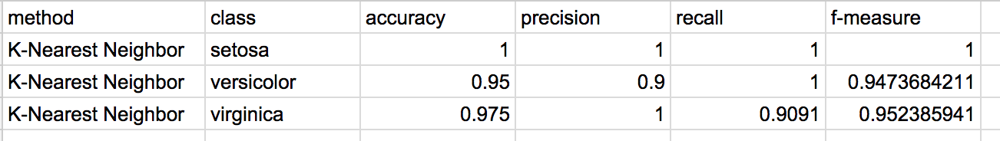 method class accuracy precision recall f-measure
K-Nearest Neighbor setosa 1 1 1 1
K-Nearest Neighbor versicolor 0.95 0.9 1 0.9473684211
K-Nearest Neighbor virginica 0.975 1 0.9091 0.952385941